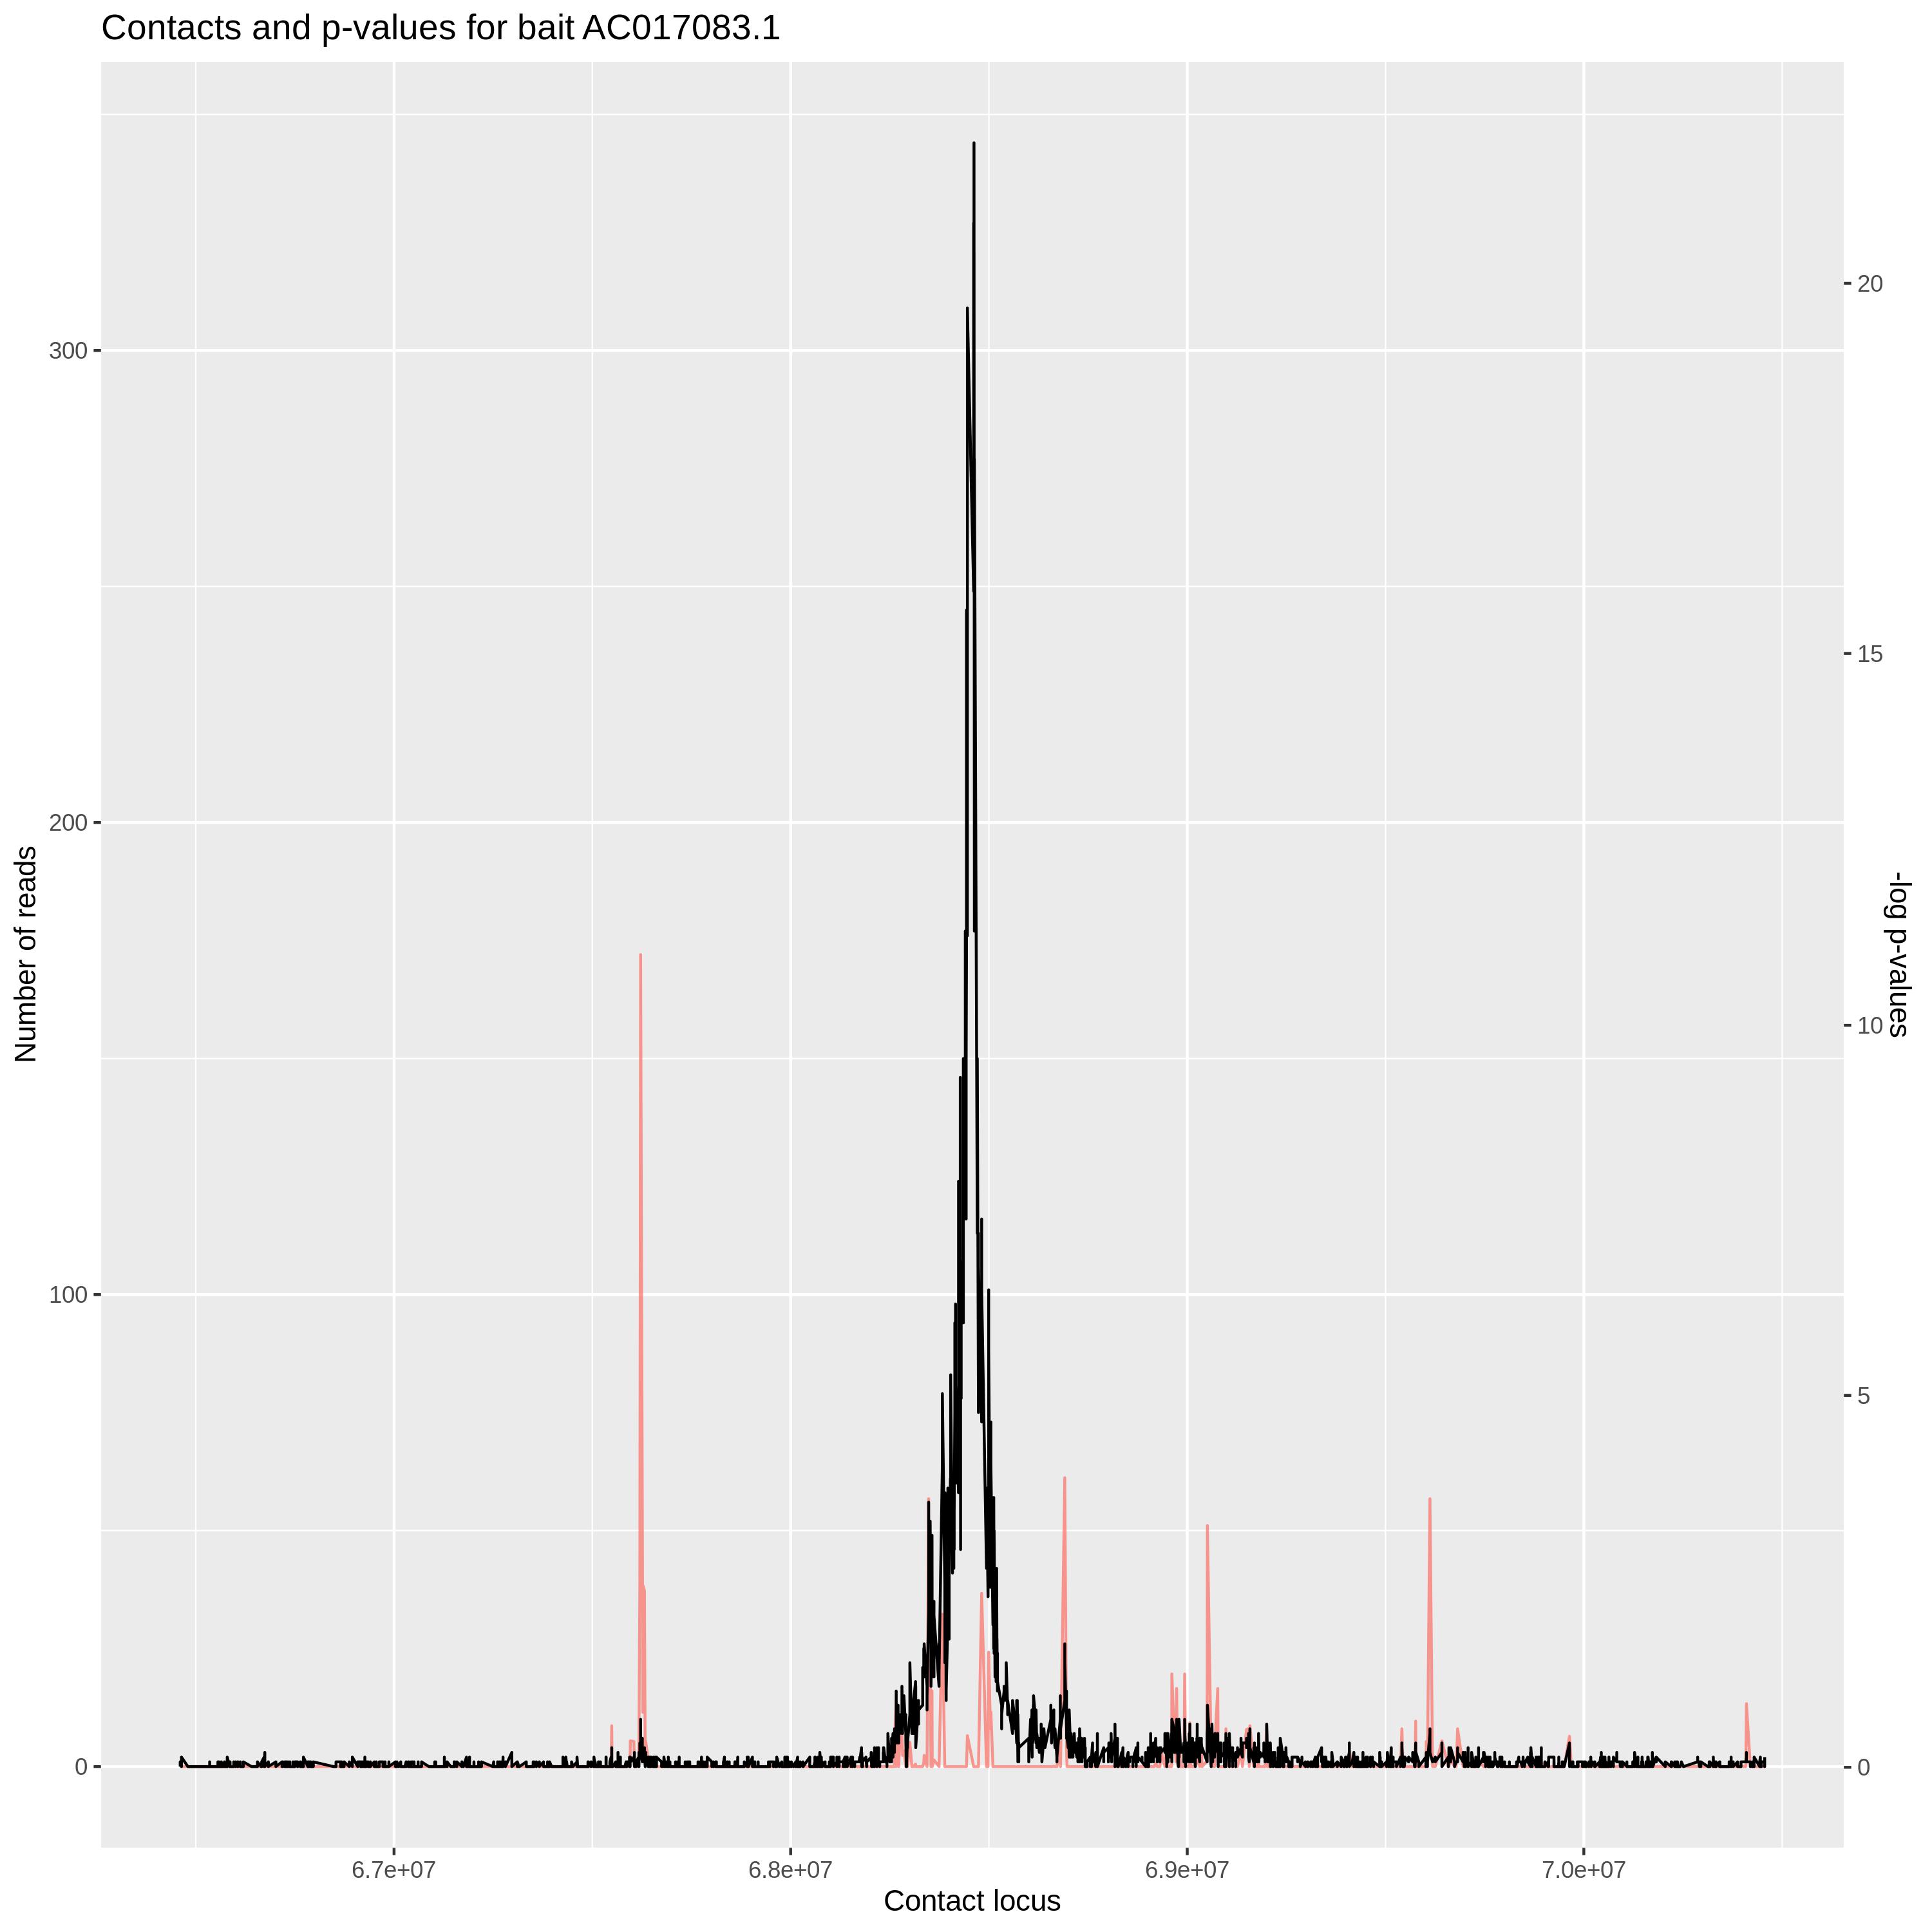 Contacts and p-values for bait AC017083.1
300
200
100
0
Number of reads
20
15
10
5
0
-log p-values
6.7e+07
6.8e+07
6.9e+07
7.0e+07
Contact locus